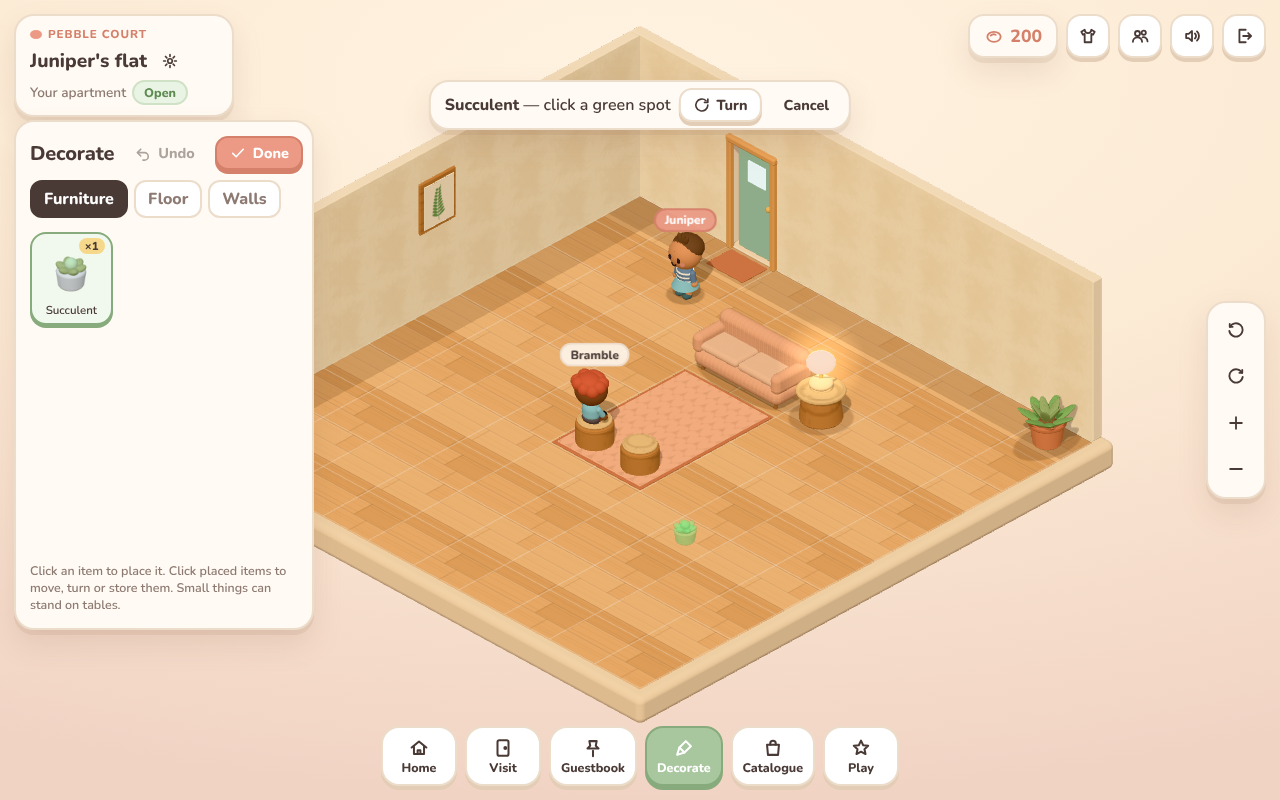 PEBBLE COURT
Juniper's flat
Your apartment Open
200
Succulent — click a green spot Turn Cancel
Decorate Undo Done
Furniture Floor Walls
×1
Succulent
Juniper
Bramble
Click an item to place it. Click placed items to
move, turn or store them. Small things can
stand on tables.
Home Visit Guestbook Decorate Catalogue Play